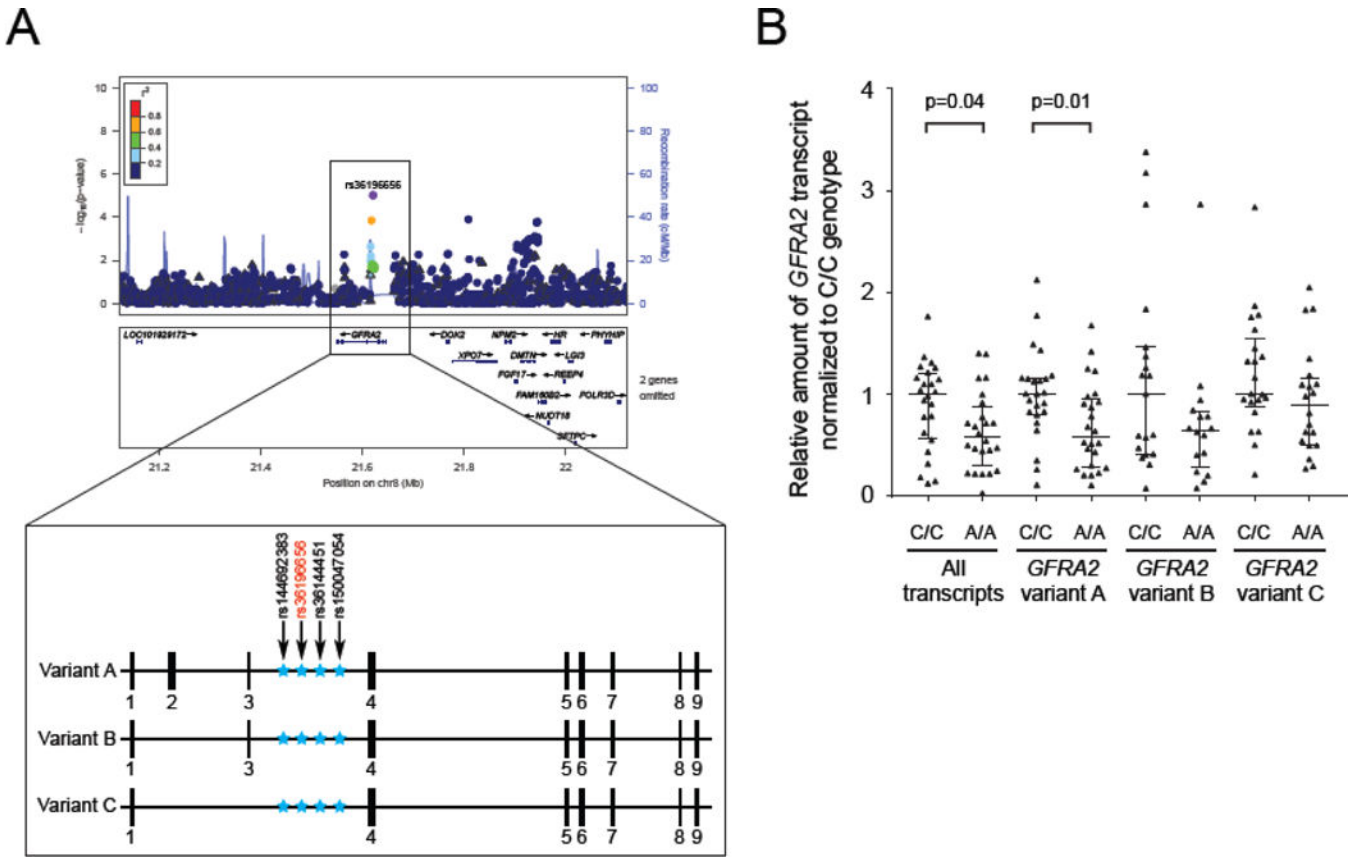 A
B
10
8
6
4
2
0
−log10(p−value)
r2
0.8
0.6
0.4
0.2
rs36196656
100
80
60
40
20
0
Recombination rate (cM/Mb)
LOC101929172
GFRA2
DOK2
NPM2
HR
PHYHIP
XPO7
DMTN
LGI3
FGF17
REEP4
FAM160B2
POLR3D
NUDT18
SFTPC
2 genes
omitted
21.2
21.4
21.6
21.8
22
Position on chr8 (Mb)
rs144692383
rs36196656
rs36144451
rs150047054
Variant A
1 2 3 4 5 6 7 8 9
Variant B
1 3 4 5 6 7 8 9
Variant C
1 4 5 6 7 8 9
Relative amount of GFRA2 transcript
normalized to C/C genotype
4
3
2
1
0
p=0.04
p=0.01
C/C A/A C/C A/A C/C A/A C/C A/A
All
transcripts
GFRA2
variant A
GFRA2
variant B
GFRA2
variant C